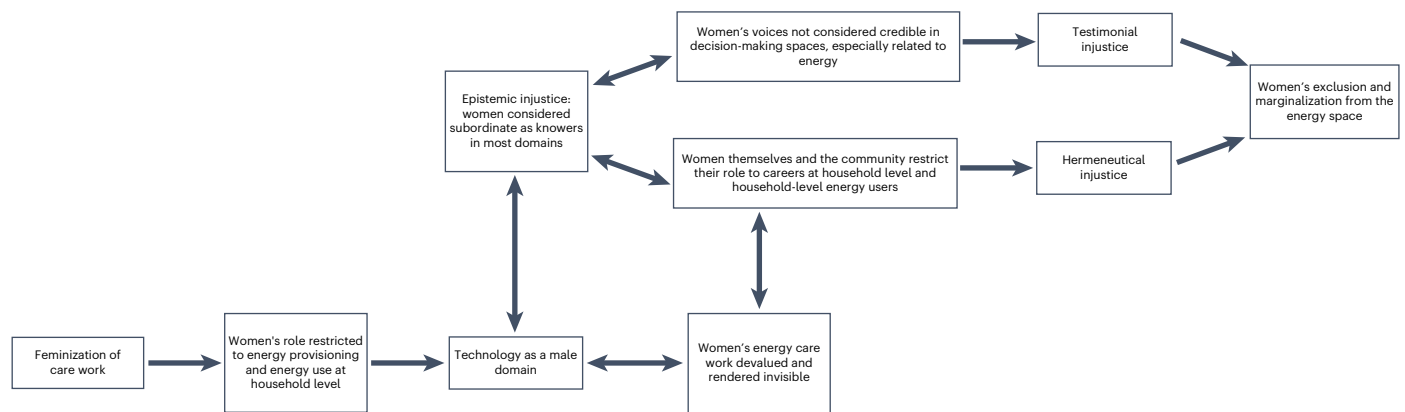 Women’s voices not considered credible in
decision-making spaces, especially related to
energy
Testimonial
injustice
Women’s exclusion and
marginalization from the
energy space
Epistemic injustice:
women considered
subordinate as knowers
in most domains
Women themselves and the community restrict
their role to careers at household level and
household-level energy users
Hermeneutical
injustice
Feminization of
care work
Women's role restricted
to energy provisioning
and energy use at
household level
Technology as a male
domain
Women’s energy care
work devalued and
rendered invisible